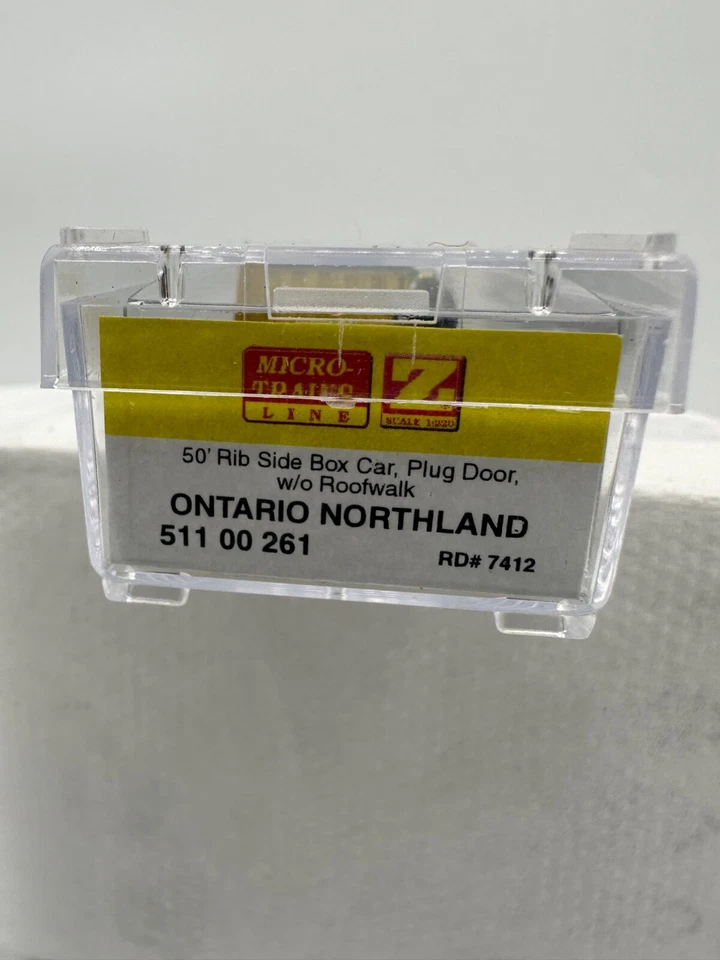 MICRO-
TRAINS
LINE
Z
SCALE 1:220
50' Rib Side Box Car, Plug Door,
w/o Roofwalk
ONTARIO NORTHLAND
511 00 261
RD# 7412